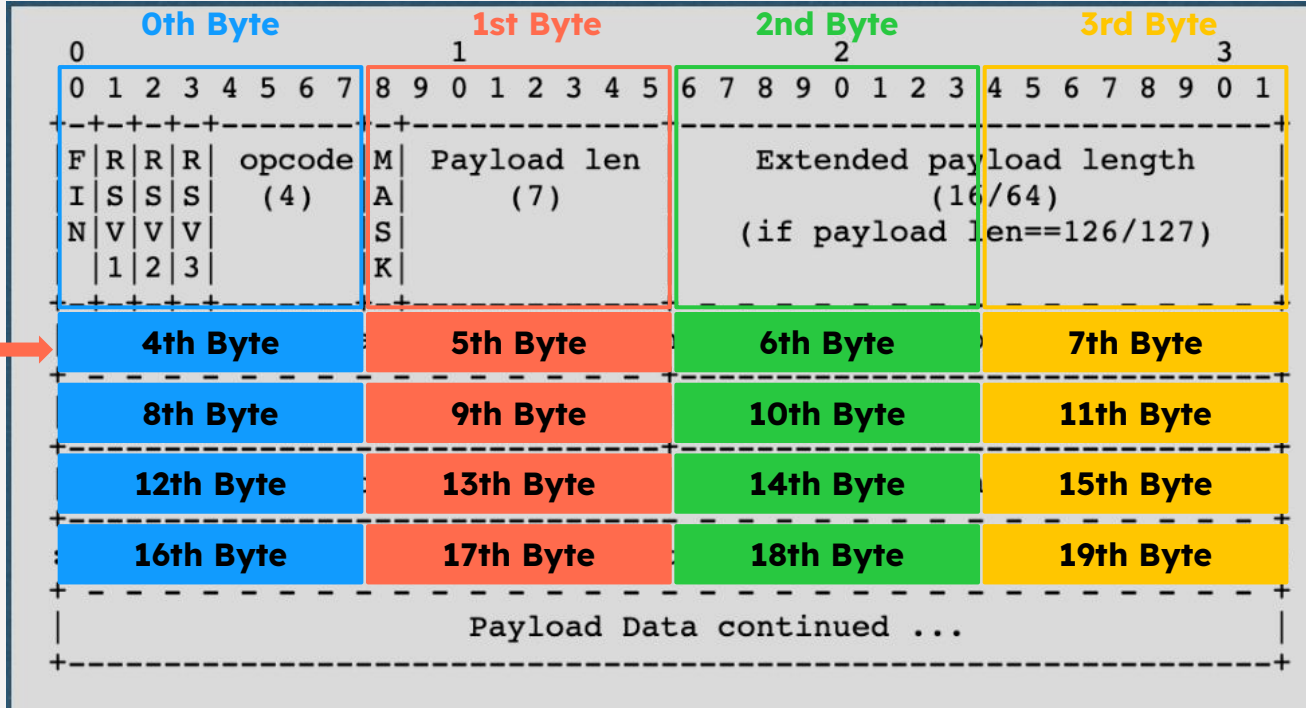 0th Byte 1st Byte 2nd Byte 3rd Byte
0 1 2 3
0 1 2 3 4 5 6 7 8 9 0 1 2 3 4 5 6 7 8 9 0 1 2 3 4 5 6 7 8 9 0 1
+-+-+-+-+-------+-+-------------+-------------------------------+
|F|R|R|R| opcode|M| Payload len | Extended payload length |
|I|S|S|S| (4) |A| (7) | (16/64) |
|N|V|V|V| |S| | (if payload len==126/127) |
| |1|2|3| |K| | |
+-+-+-+-+-------+-+-------------+ - - - - - - - - - - - - - - - +
4th Byte 5th Byte 6th Byte 7th Byte
+ - - - - - - - - - - - - - - - +-------------------------------+
8th Byte 9th Byte 10th Byte 11th Byte
+-------------------------------+-------------------------------+
12th Byte 13th Byte 14th Byte 15th Byte
+-------------------------------- - - - - - - - - - - - - - - - +
16th Byte 17th Byte 18th Byte 19th Byte
+ - - - - - - - - - - - - - - - - - - - - - - - - - - - - - - - +
| Payload Data continued ... |
+---------------------------------------------------------------+